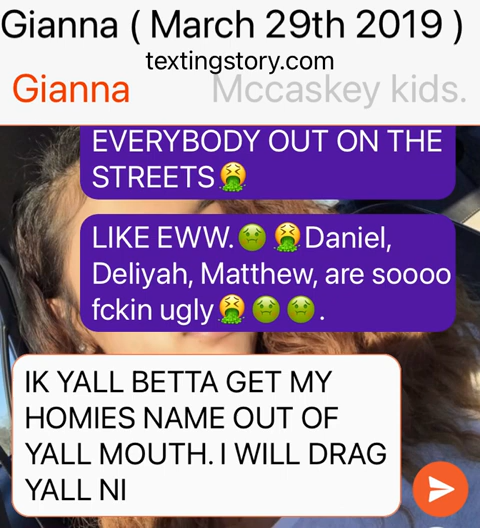 Gianna ( March 29th 2019 )
textingstory.com
Gianna Mccaskey kids.
EVERYBODY OUT ON THE
STREETS🤮
LIKE EWW.🤢 🤮Daniel,
Deliyah, Matthew, are soooo
fckin ugly🤮 🤢 🤢.
IK YALL BETTA GET MY
HOMIES NAME OUT OF
YALL MOUTH. I WILL DRAG
YALL NI